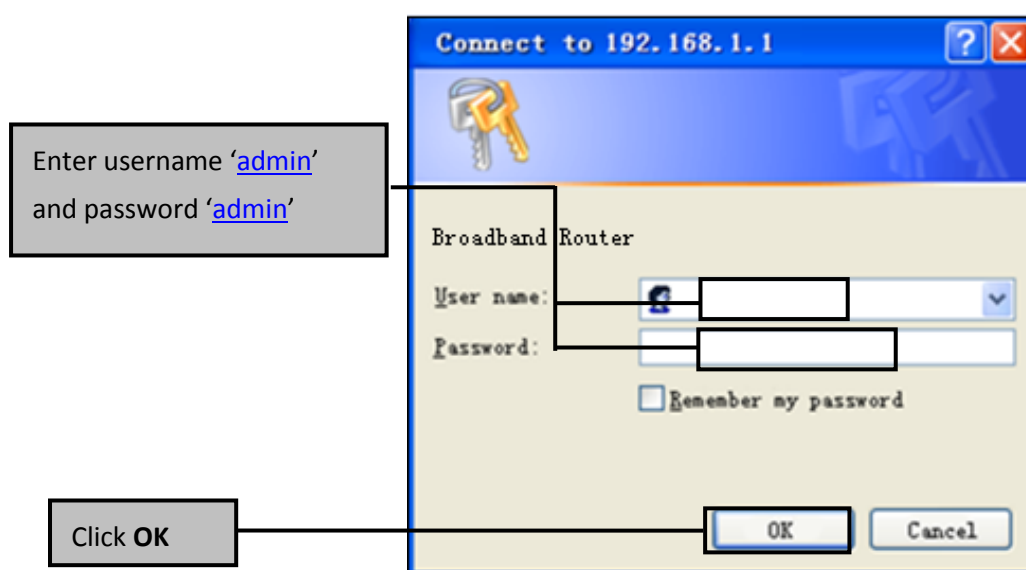 Connect to 192.168.1.1
Enter username ‘admin’
and password ‘admin’
Broadband Router
User name:
Password:
Remember my password
Click OK
OK
Cancel